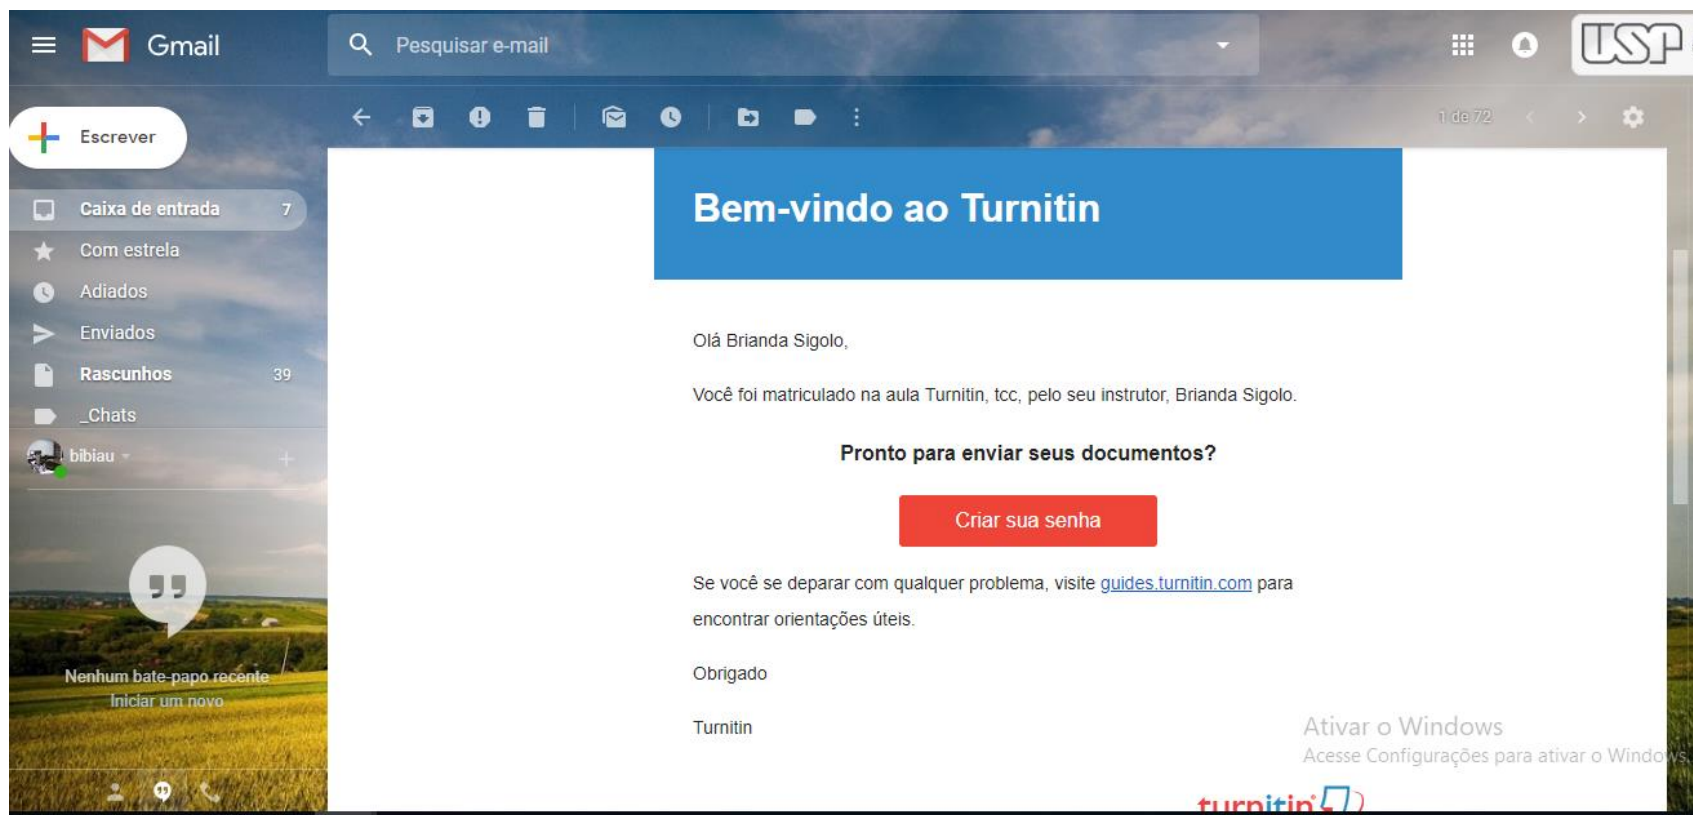 Gmail
Pesquisar e-mail
USP
Escrever
1 de 72
Caixa de entrada 7
Com estrela
Adiados
Enviados
Rascunhos 39
_Chats
bibiau
Nenhum bate-papo recente
Iniciar um novo
Bem-vindo ao Turnitin
Olá Brianda Sigolo,
Você foi matriculado na aula Turnitin, tcc, pelo seu instrutor, Brianda Sigolo.
Pronto para enviar seus documentos?
Criar sua senha
Se você se deparar com qualquer problema, visite guides.turnitin.com para
encontrar orientações úteis.
Obrigado
Turnitin
Ativar o Windows
Acesse Configurações para ativar o Windows.
turnitin